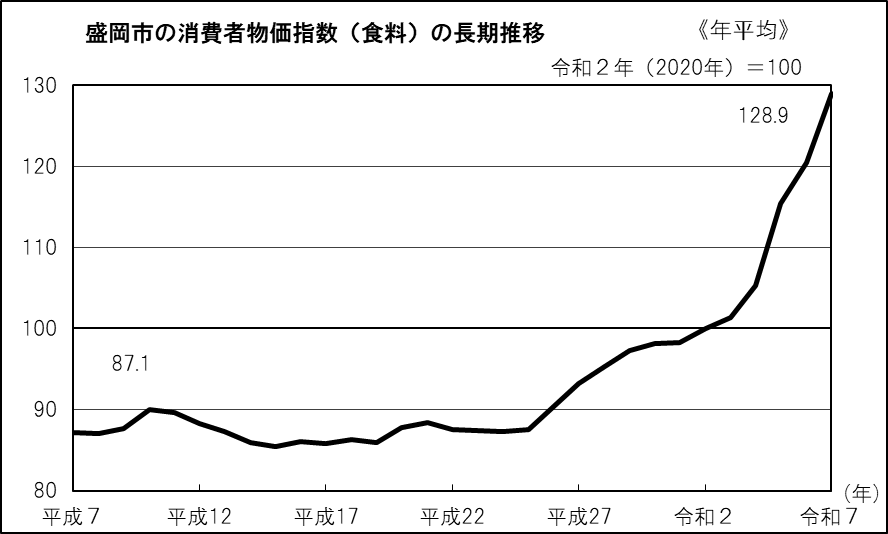 盛岡市の消費者物価指数（食料）の長期推移
《年平均》
令和２年（2020年）＝100
130
120
110
100
90
80
128.9
87.1
平成７ 平成12 平成17 平成22 平成27 令和２ 令和７
（年）